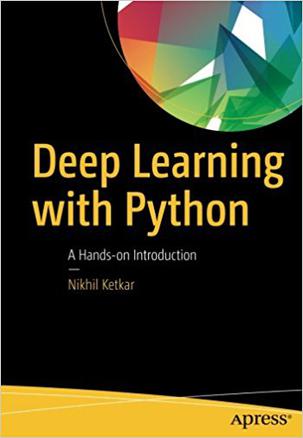 Deep Learning
with Python
A Hands-on Introduction
Nikhil Ketkar
Apress®